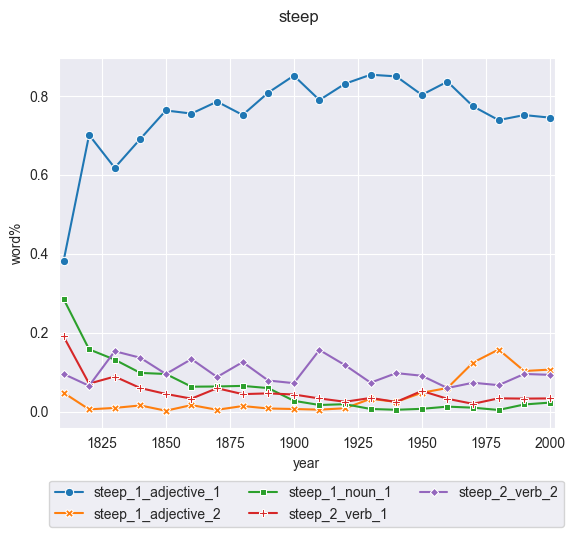 steep
0.8
0.6
0.4
0.2
0.0
word%
1825 1850 1875 1900 1925 1950 1975 2000
year
steep_1_adjective_1 steep_1_noun_1 steep_2_verb_2
steep_1_adjective_2 steep_2_verb_1